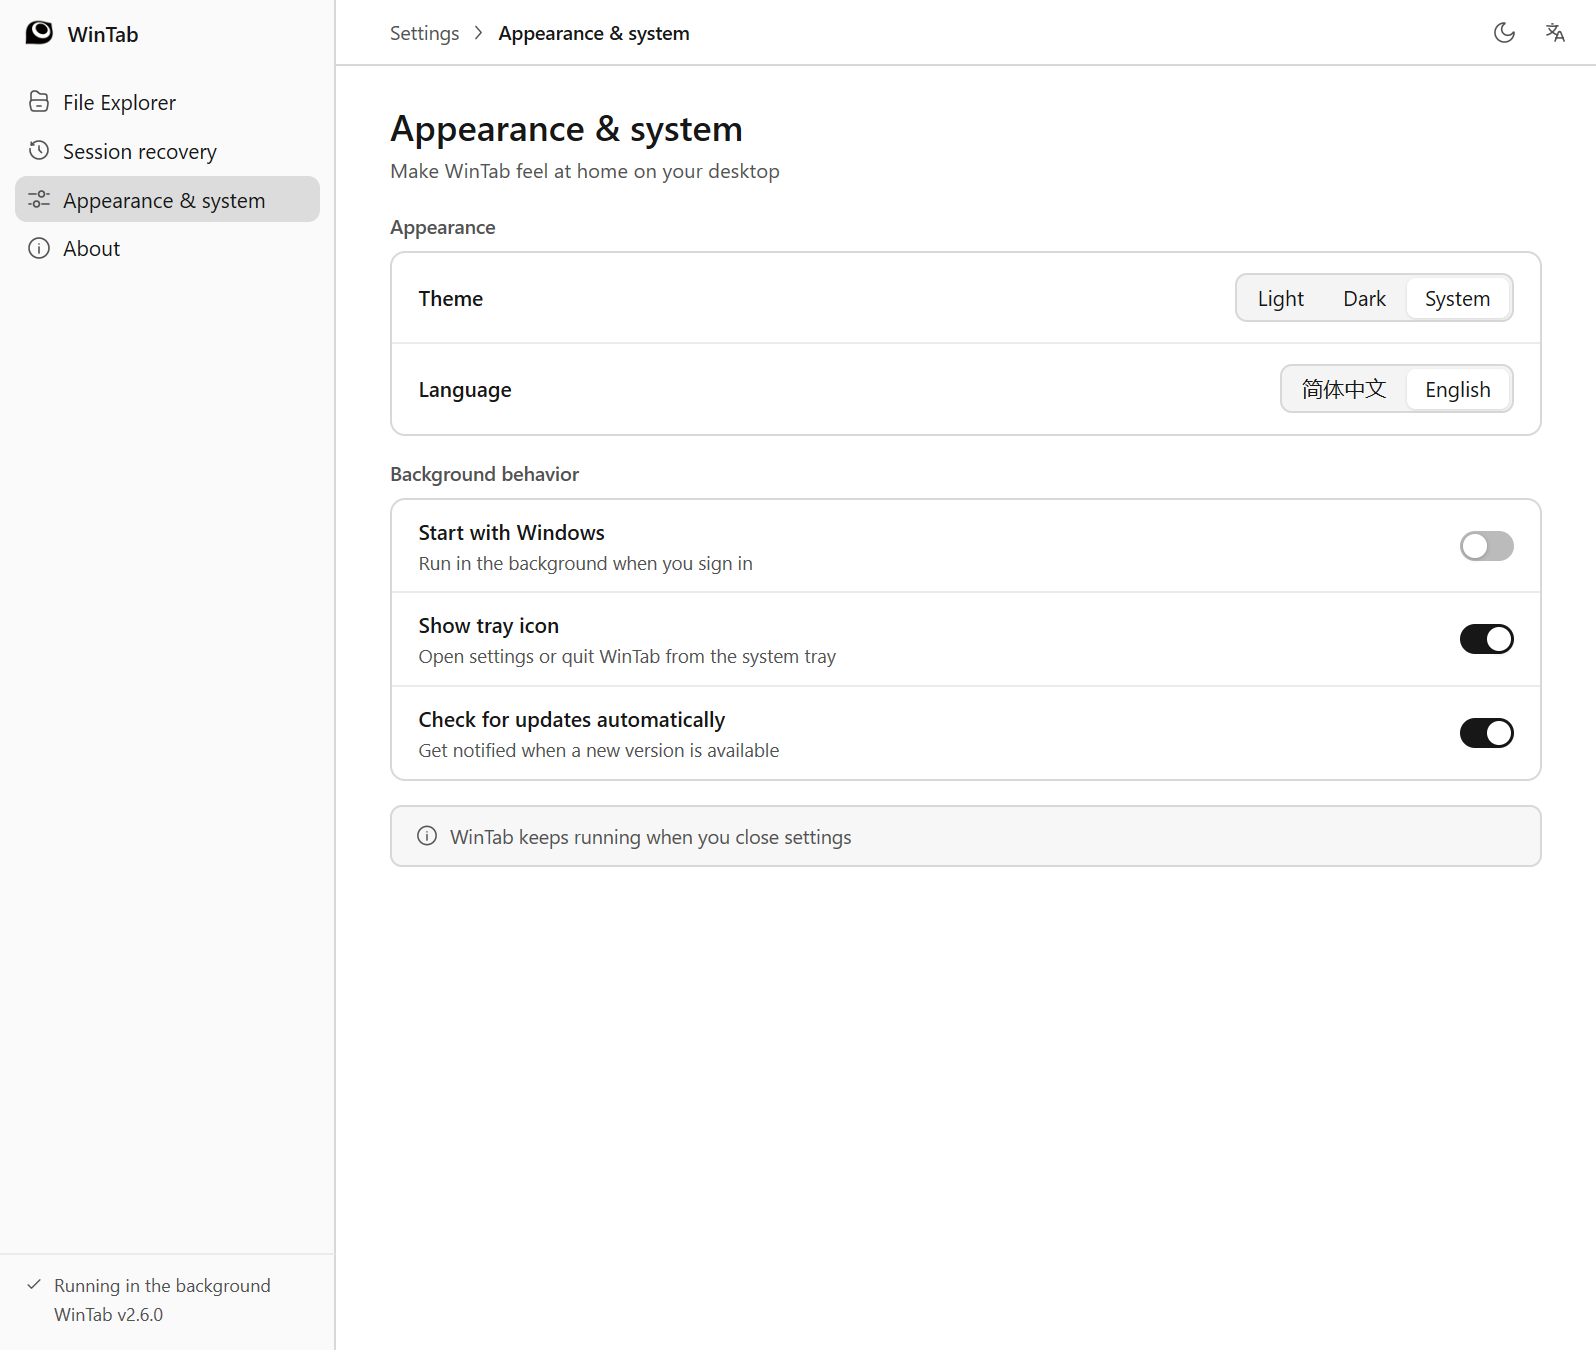 WinTab
File Explorer
Session recovery
Appearance & system
About
Running in the background
WinTab v2.6.0
Settings > Appearance & system
Appearance & system
Make WinTab feel at home on your desktop
Appearance
Theme
Light Dark System
Language
简体中文 English
Background behavior
Start with Windows
Run in the background when you sign in
Show tray icon
Open settings or quit WinTab from the system tray
Check for updates automatically
Get notified when a new version is available
WinTab keeps running when you close settings